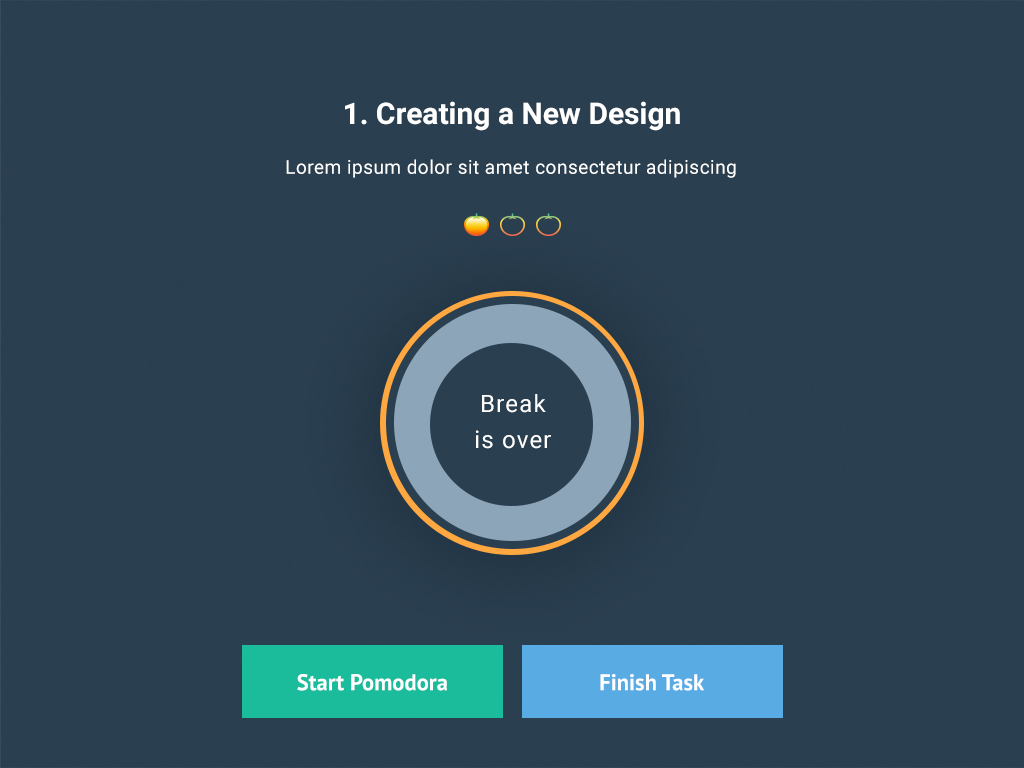 1. Creating a New Design
Lorem ipsum dolor sit amet consectetur adipiscing
Break
is over
Start Pomodora
Finish Task